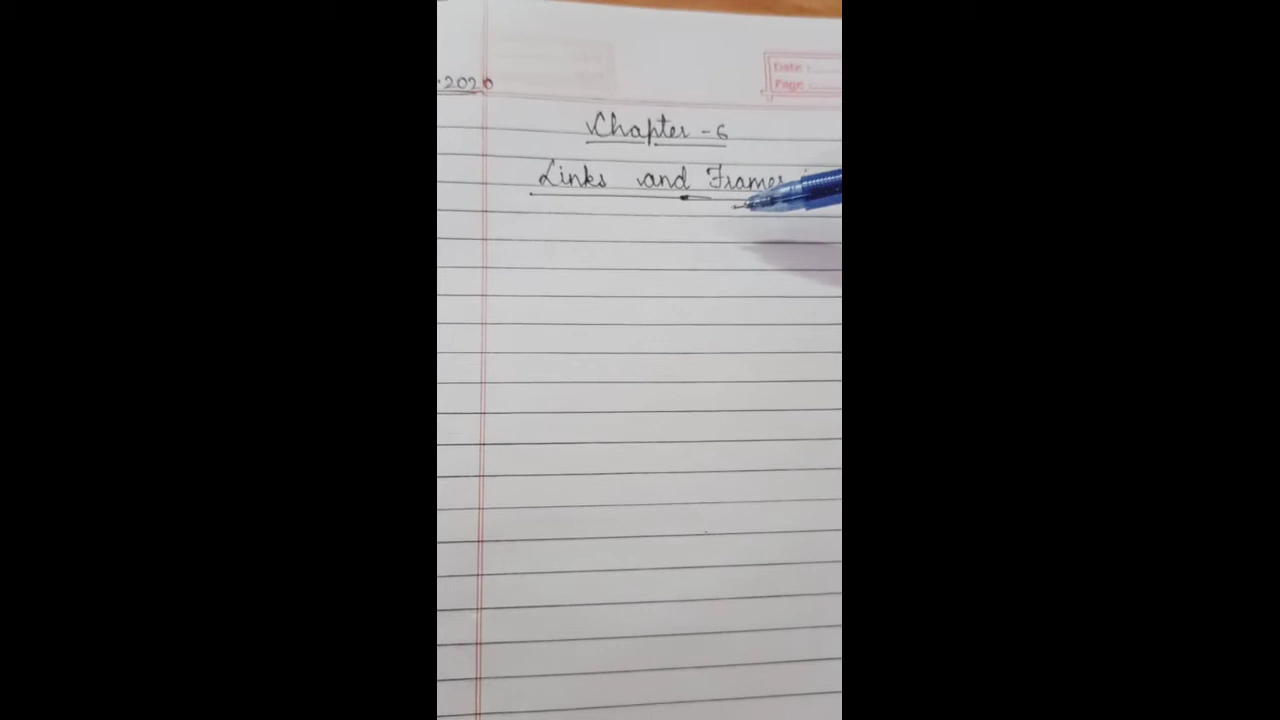 .2020
Date :
Page :
Chapter - 6
Links and Frames